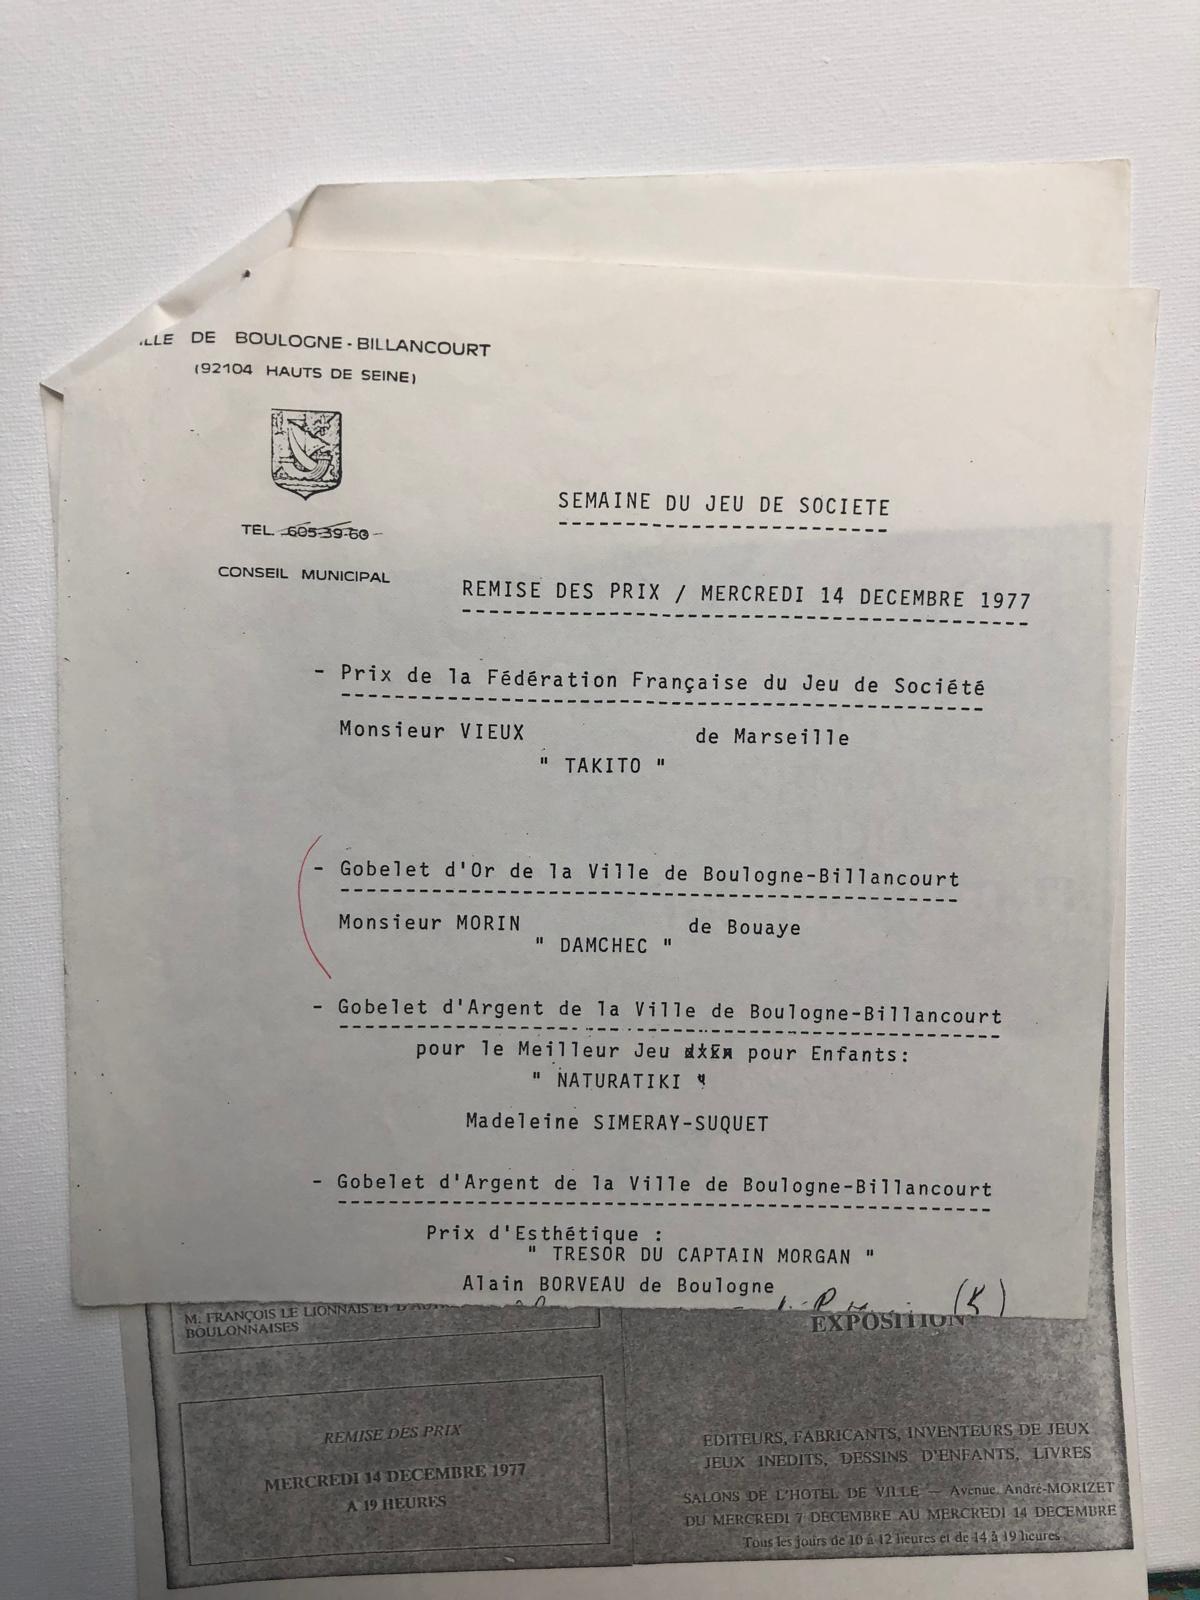 DE BOULOGNE-BILLANCOURT
(92104 HAUTS DE SEINE)
TEL. 605-39-60
CONSEIL MUNICIPAL
SEMAINE DU JEU DE SOCIETE
REMISE DES PRIX / MERCREDI 14 DECEMBRE 1977
- Prix de la Fédération Française du Jeu de Société
Monsieur VIEUX de Marseille
" TAKITO "
- Gobelet d'Or de la Ville de Boulogne-Billancourt
Monsieur MORIN de Bouaye
" DAMCHEC "
- Gobelet d'Argent de la Ville de Boulogne-Billancourt
pour le Meilleur Jeu pour Enfants:
" NATURATIKI "
Madeleine SIMERAY-SUQUET
- Gobelet d'Argent de la Ville de Boulogne-Billancourt
Prix d'Esthétique :
" TRESOR DU CAPTAIN MORGAN "
Alain BORVEAU de Boulogne
(K)
M. FRANÇOIS LE LIONNAIS ET
BOULONNAISES
REMISE DES PRIX
MERCREDI 14 DECEMBRE 1977
A 19 HEURES
EXPOSITION
EDITEURS, FABRICANTS, INVENTEURS DE JEUX
JEUX INEDITS, DESSINS D'ENFANTS, LIVRES
SALONS DE L'HOTEL DE VILLE — Avenue André-MORIZET
DU MERCREDI 7 DECEMBRE AU MERCREDI 14 DECEMBRE
Tous les jours de 10 à 12 heures et de 14 à 19 heures